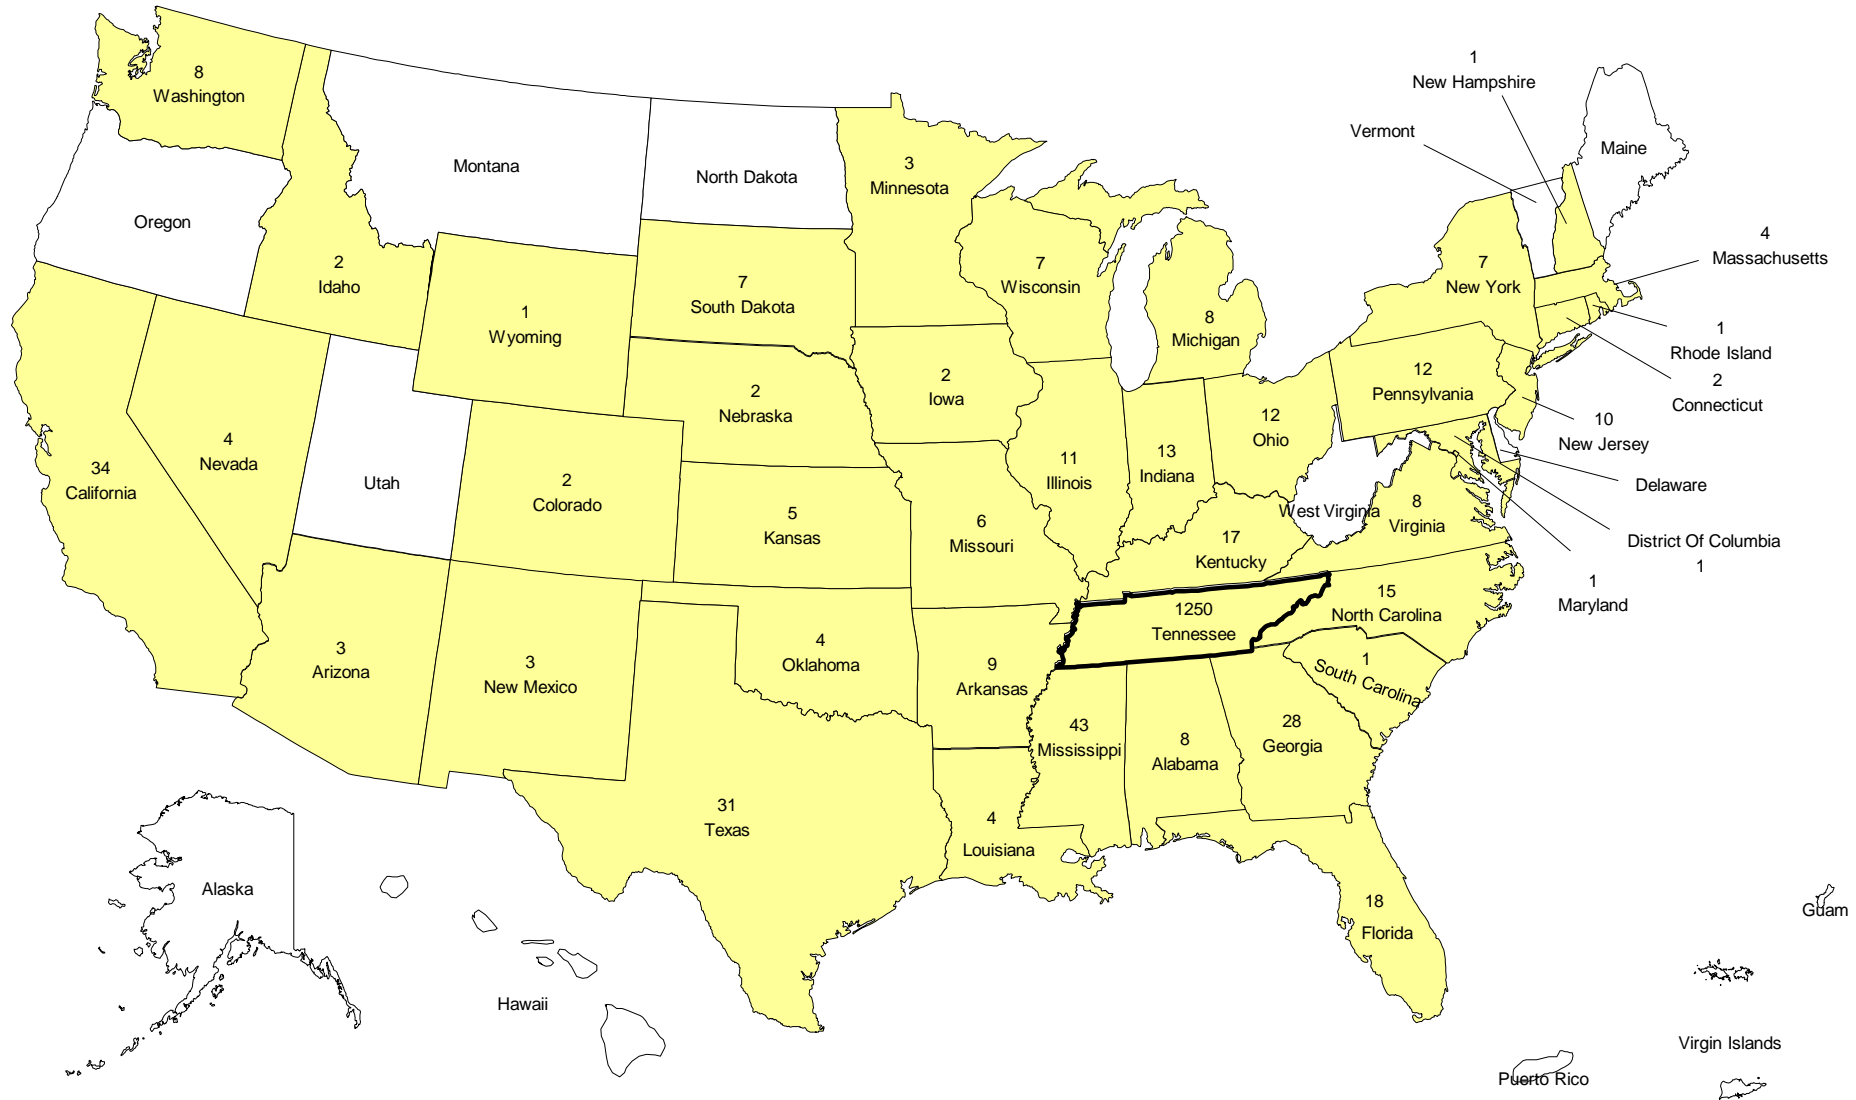 8
Washington
Oregon
34
California
4
Nevada
2
Idaho
Montana
1
Wyoming
Utah
3
Arizona
2
Colorado
3
New Mexico
North Dakota
7
South Dakota
2
Nebraska
5
Kansas
4
Oklahoma
31
Texas
3
Minnesota
2
Iowa
6
Missouri
9
Arkansas
4
Louisiana
7
Wisconsin
11
Illinois
8
Michigan
13
Indiana
12
Ohio
17
Kentucky
1250
Tennessee
43
Mississippi
8
Alabama
28
Georgia
18
Florida
1
South Carolina
15
North Carolina
8
Virginia
West Virginia
12
Pennsylvania
7
New York
Vermont
1
New Hampshire
Maine
4
Massachusetts
1
Rhode Island
2
Connecticut
10
New Jersey
Delaware
District Of Columbia
1
1
Maryland
Alaska
Hawaii
Guam
Virgin Islands
Puerto Rico